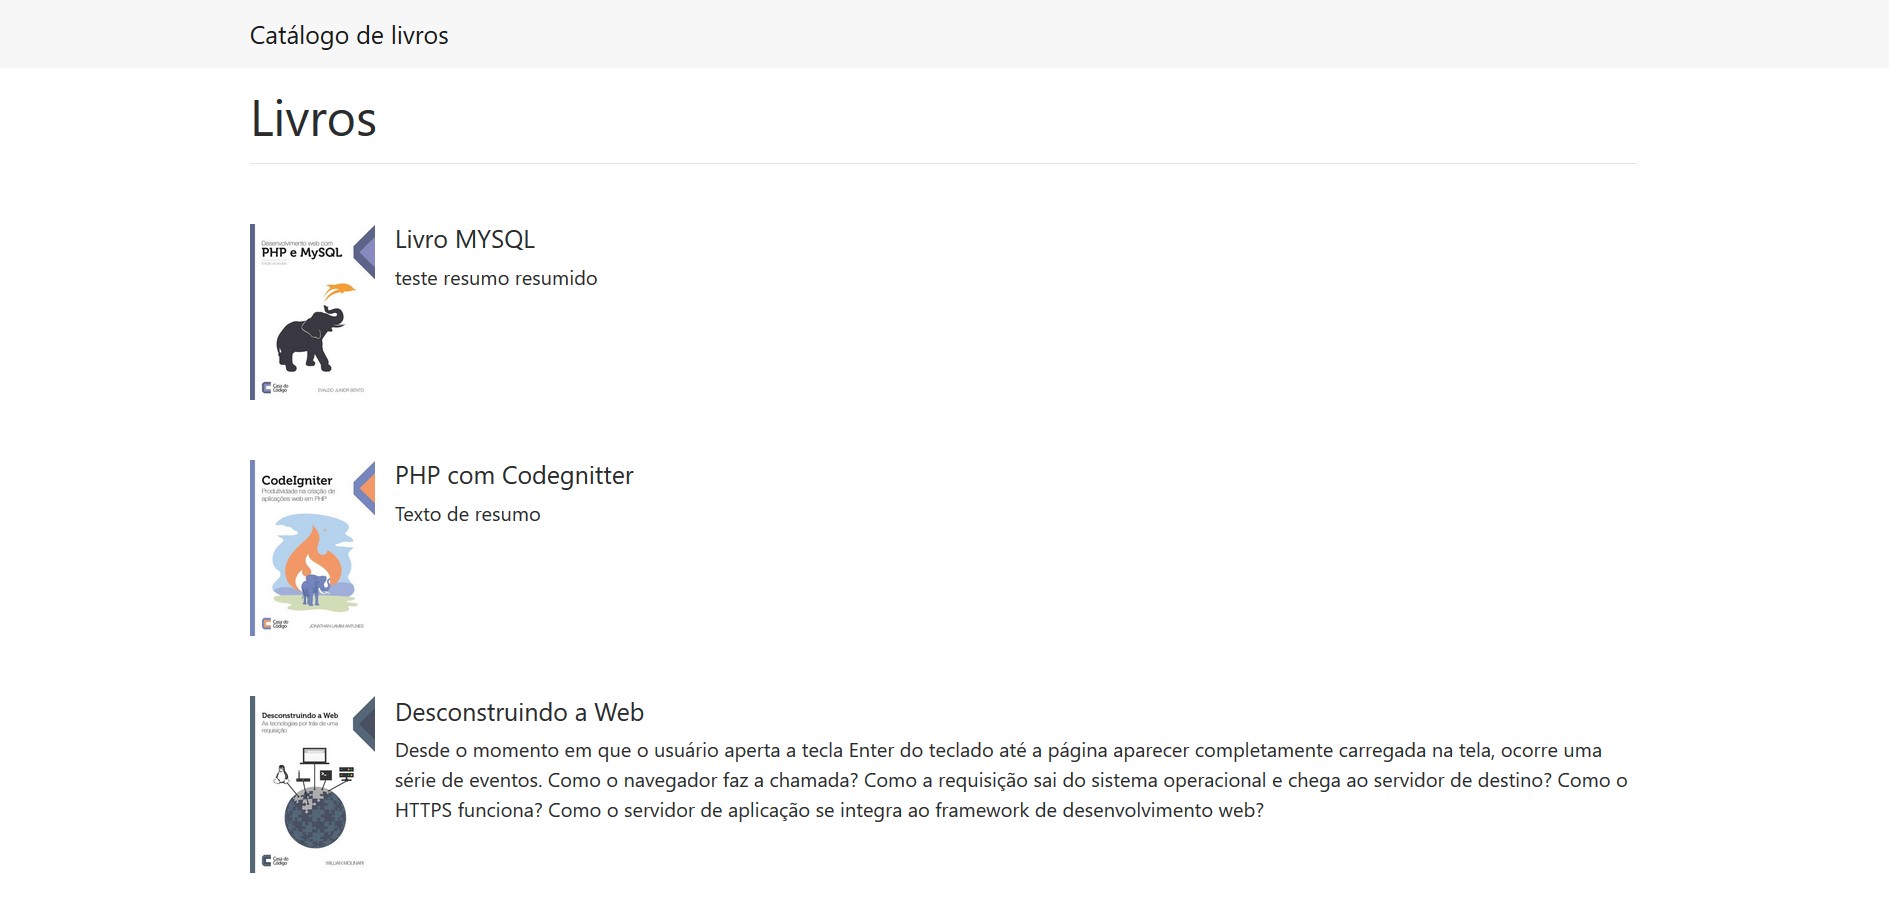 Catálogo de livros
Livros
Desenvolvimento web com
PHP e MySQL
Casa do
Código
EVALDO JUNIOR BENTO
Livro MYSQL
teste resumo resumido
CodeIgniter
Produtividade na criação de
aplicações web em PHP
Casa do
Código
JONATHAN LAMIM ANTUNES
PHP com Codegnitter
Texto de resumo
Desconstruindo a Web
As tecnologias por trás de uma
requisição
Casa do
Código
WILLIAN MOLINARI
Desconstruindo a Web
Desde o momento em que o usuário aperta a tecla Enter do teclado até a página aparecer completamente carregada na tela, ocorre uma
série de eventos. Como o navegador faz a chamada? Como a requisição sai do sistema operacional e chega ao servidor de destino? Como o
HTTPS funciona? Como o servidor de aplicação se integra ao framework de desenvolvimento web?